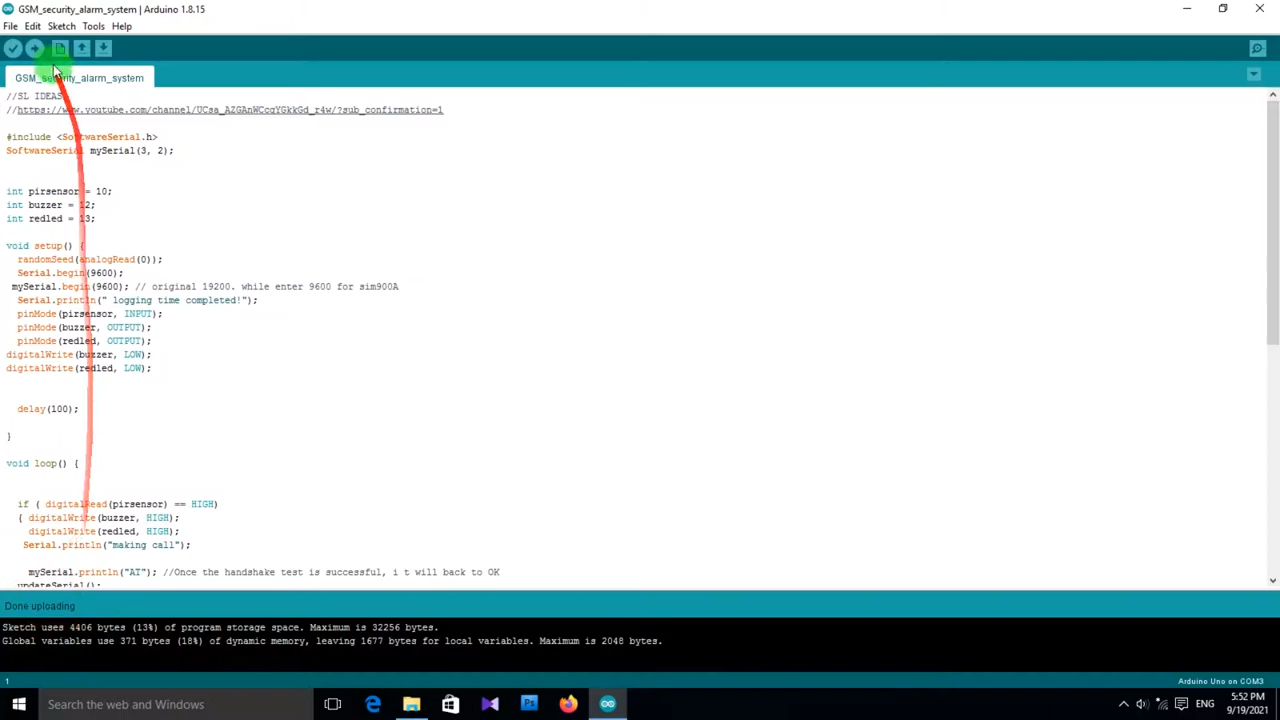 GSM_security_alarm_system | Arduino 1.8.15
File Edit Sketch Tools Help
GSM_security_alarm_system
//SL IDEAS
//https://www.youtube.com/channel/UCsa_AZGAnWCcqYGkkGd_r4w/?sub_confirmation=1
#include <SoftwareSerial.h>
SoftwareSerial mySerial(3, 2);
int pirsensor = 10;
int buzzer = 12;
int redled = 13;
void setup() {
randomSeed(analogRead(0));
Serial.begin(9600);
mySerial.begin(9600); // original 19200. while enter 9600 for sim900A
Serial.println(" logging time completed!");
pinMode(pirsensor, INPUT);
pinMode(buzzer, OUTPUT);
pinMode(redled, OUTPUT);
digitalWrite(buzzer, LOW);
digitalWrite(redled, LOW);
delay(100);
}
void loop() {
if ( digitalRead(pirsensor) == HIGH)
{ digitalWrite(buzzer, HIGH);
digitalWrite(redled, HIGH);
Serial.println("making call");
mySerial.println("AT"); //Once the handshake test is successful, i t will back to OK
updateSerial();
Done uploading
Sketch uses 4406 bytes (13%) of program storage space. Maximum is 32256 bytes.
Global variables use 371 bytes (18%) of dynamic memory, leaving 1677 bytes for local variables. Maximum is 2048 bytes.
1
Arduino Uno on COM3
Search the web and Windows
Ps
ENG
5:52 PM
9/19/2021